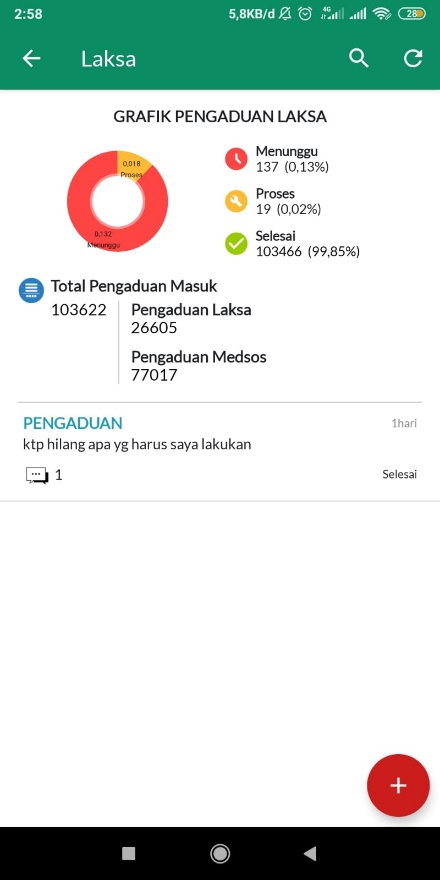 2:58
5,8KB/d
4G
28
Laksa
GRAFIK PENGADUAN LAKSA
0,018
Proses
0,132
Menunggu
Menunggu
137 (0,13%)
Proses
19 (0,02%)
Selesai
103466 (99,85%)
Total Pengaduan Masuk
103622
Pengaduan Laksa
26605
Pengaduan Medsos
77017
PENGADUAN
1hari
ktp hilang apa yg harus saya lakukan
1
Selesai